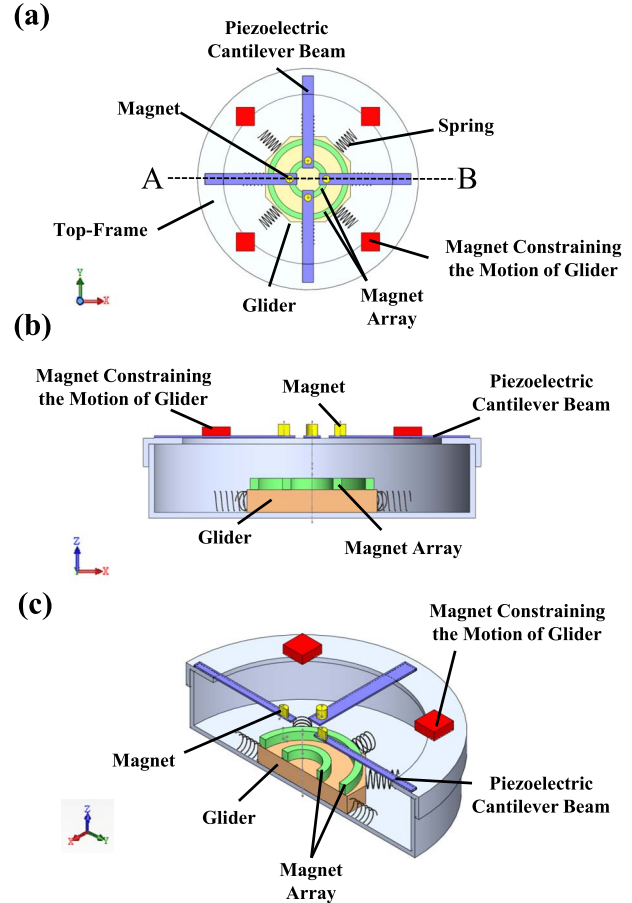 (a)
Piezoelectric
Cantilever Beam
Magnet
Spring
A
B
Top-Frame
Magnet Constraining
the Motion of Glider
Glider
Magnet
Array
Y
X
(b)
Magnet Constraining
the Motion of Glider
Magnet
Piezoelectric
Cantilever Beam
Glider
Magnet Array
Z
Y
X
(c)
Magnet Constraining
the Motion of Glider
Magnet
Piezoelectric
Cantilever Beam
Glider
Magnet
Array
Z
X
Y